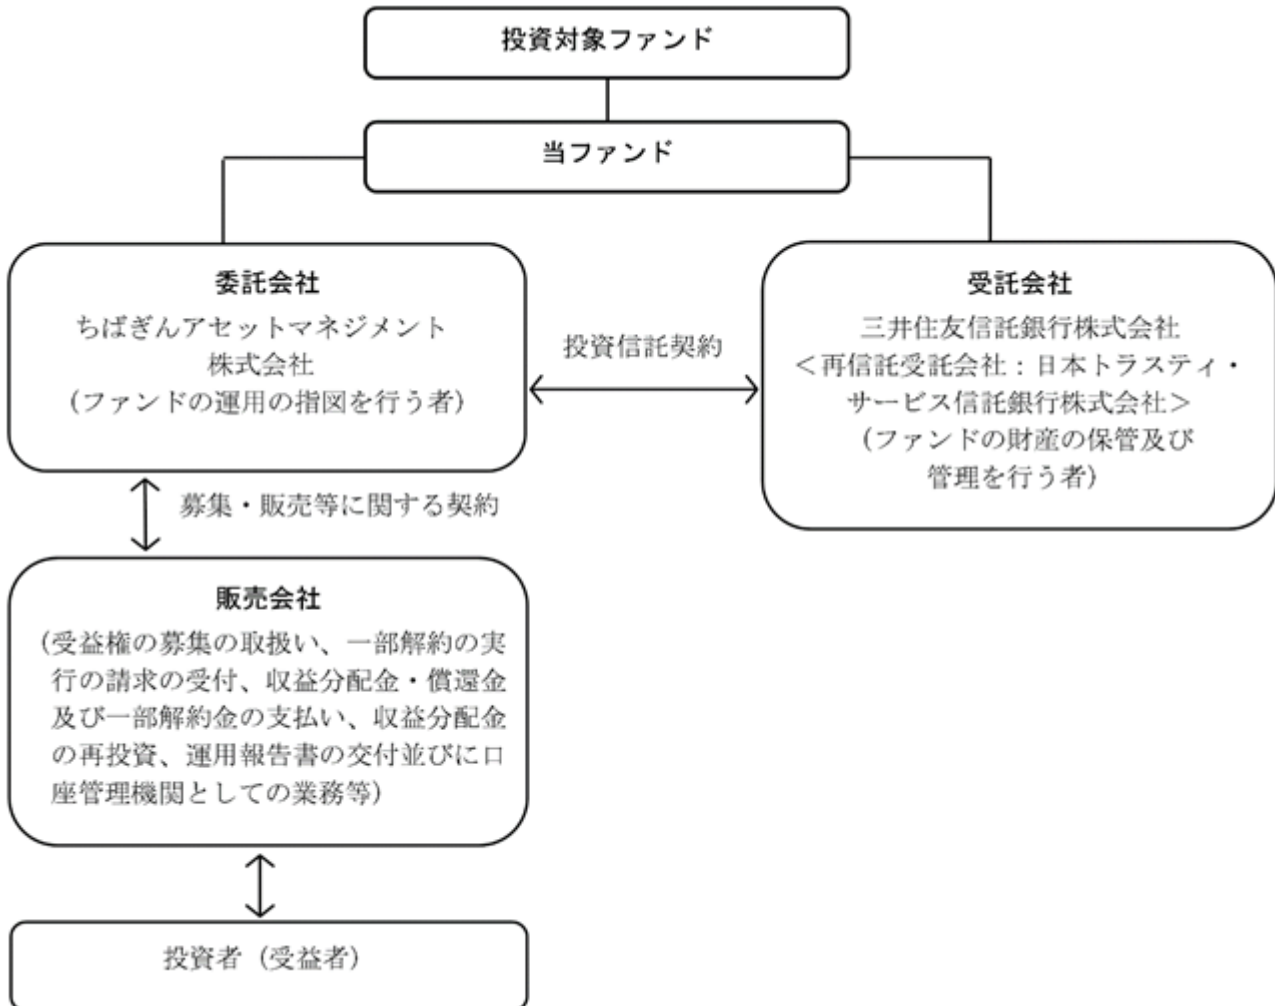 投資対象ファンド
当ファンド
委託会社
ちばぎんアセットマネジメント
株式会社
(ファンドの運用の指図を行う者)
投資信託契約
受託会社
三井住友信託銀行株式会社
<再信託受託会社:日本トラスティ・
サービス信託銀行株式会社>
(ファンドの財産の保管及び
管理を行う者)
募集・販売等に関する契約
販売会社
(受益権の募集の取扱い、一部解約の実
行の請求の受付、収益分配金・償還金
及び一部解約金の支払い、収益分配金
の再投資、運用報告書の交付並びに口
座管理機関としての業務等)
投資者(受益者)